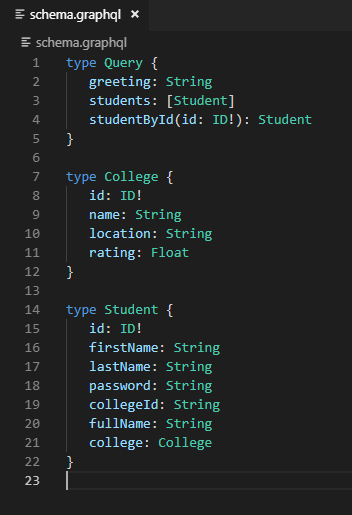 schema.graphql ×
schema.graphql
1 type Query {
2    greeting: String
3    students: [Student]
4    studentById(id: ID!): Student
5 }
6
7 type College {
8    id: ID!
9    name: String
10    location: String
11    rating: Float
12 }
13
14 type Student {
15    id: ID!
16    firstName: String
17    lastName: String
18    password: String
19    collegeId: String
20    fullName: String
21    college: College
22 }
23